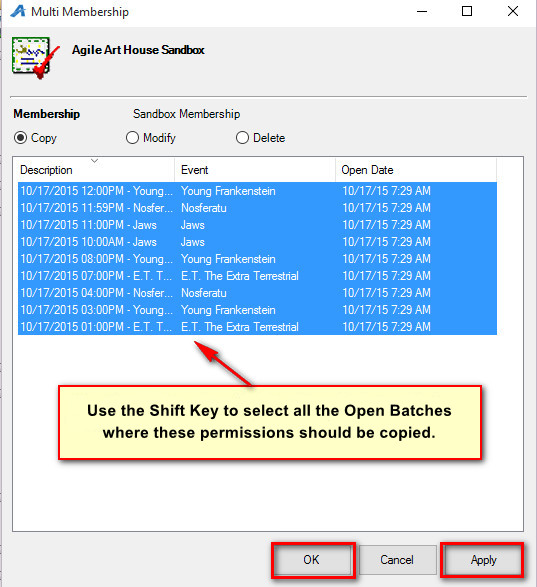 Multi Membership
Agile Art House Sandbox
Membership Sandbox Membership
Copy Modify Delete
Description Event Open Date
10/17/2015 12:00PM - Young... Young Frankenstein 10/17/15 7:29 AM
10/17/2015 11:59PM - Nosfer... Nosferatu 10/17/15 7:29 AM
10/17/2015 11:00PM - Jaws Jaws 10/17/15 7:29 AM
10/17/2015 10:00AM - Jaws Jaws 10/17/15 7:29 AM
10/17/2015 08:00PM - Young... Young Frankenstein 10/17/15 7:29 AM
10/17/2015 07:00PM - E.T. T... E.T. The Extra Terrestrial 10/17/15 7:29 AM
10/17/2015 04:00PM - Nosfer... Nosferatu 10/17/15 7:29 AM
10/17/2015 03:00PM - Young... Young Frankenstein 10/17/15 7:29 AM
10/17/2015 01:00PM - E.T. T... E.T. The Extra Terrestrial 10/17/15 7:29 AM
Use the Shift Key to select all the Open Batches
where these permissions should be copied.
OK Cancel Apply